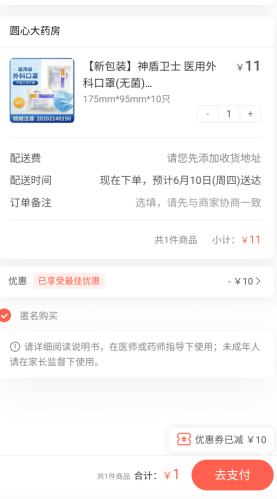 圆心大药房
医用级
外科口罩
械械注准 20202140190
【新包装】神盾卫士 医用外
科口罩(无菌)...
175mm*95mm*10只
￥11
- 1 +
配送费 请您先添加收货地址
配送时间 现在下单，预计6月10日(周四)送达
订单备注 选填，请先与商家协商一致
共1件商品 小计：￥11
优惠 已享受最佳优惠 -￥10 >
匿名购买
请详细阅读说明书，在医师或药师指导下使用；未成年人
请在家长监督下使用。
优惠券已减 ￥10
共1件商品 合计：￥1 去支付